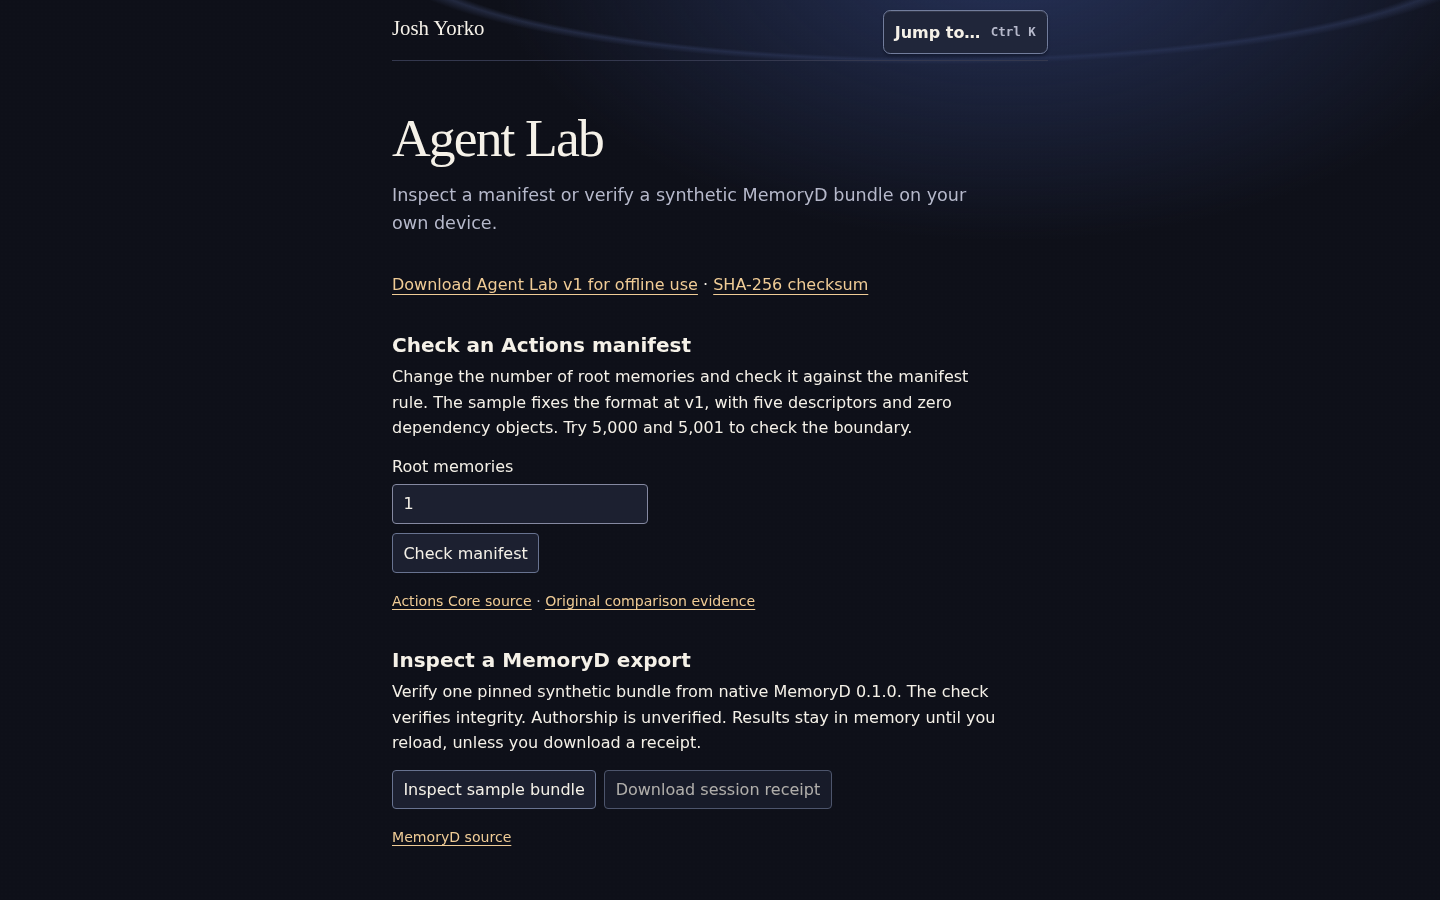 Josh Yorko
Jump to… Ctrl K
Agent Lab
Inspect a manifest or verify a synthetic MemoryD bundle on your
own device.
Download Agent Lab v1 for offline use · SHA-256 checksum
Check an Actions manifest
Change the number of root memories and check it against the manifest
rule. The sample fixes the format at v1, with five descriptors and zero
dependency objects. Try 5,000 and 5,001 to check the boundary.
Root memories
1
Check manifest
Actions Core source · Original comparison evidence
Inspect a MemoryD export
Verify one pinned synthetic bundle from native MemoryD 0.1.0. The check
verifies integrity. Authorship is unverified. Results stay in memory until you
reload, unless you download a receipt.
Inspect sample bundle Download session receipt
MemoryD source